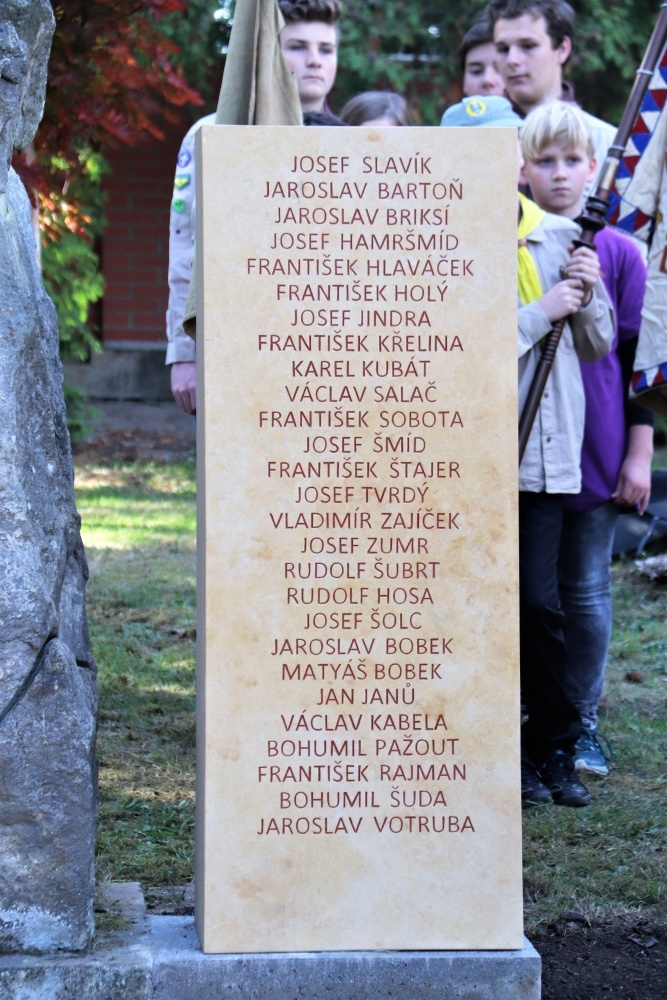 JOSEF SLAVÍK
JAROSLAV BARTOŇ
JAROSLAV BRIKSÍ
JOSEF HAMRŠMÍD
FRANTIŠEK HLAVÁČEK
FRANTIŠEK HOLÝ
JOSEF JINDRA
FRANTIŠEK KŘELINA
KAREL KUBÁT
VÁCLAV SALAČ
FRANTIŠEK SOBOTA
JOSEF ŠMÍD
FRANTIŠEK ŠTAJER
JOSEF TVRDÝ
VLADIMÍR ZAJÍČEK
JOSEF ZUMR
RUDOLF ŠUBRT
RUDOLF HOSA
JOSEF ŠOLC
JAROSLAV BOBEK
MATYÁŠ BOBEK
JAN JANŮ
VÁCLAV KABELA
BOHUMIL PAŽOUT
FRANTIŠEK RAJMAN
BOHUMIL ŠUDA
JAROSLAV VOTRUBA